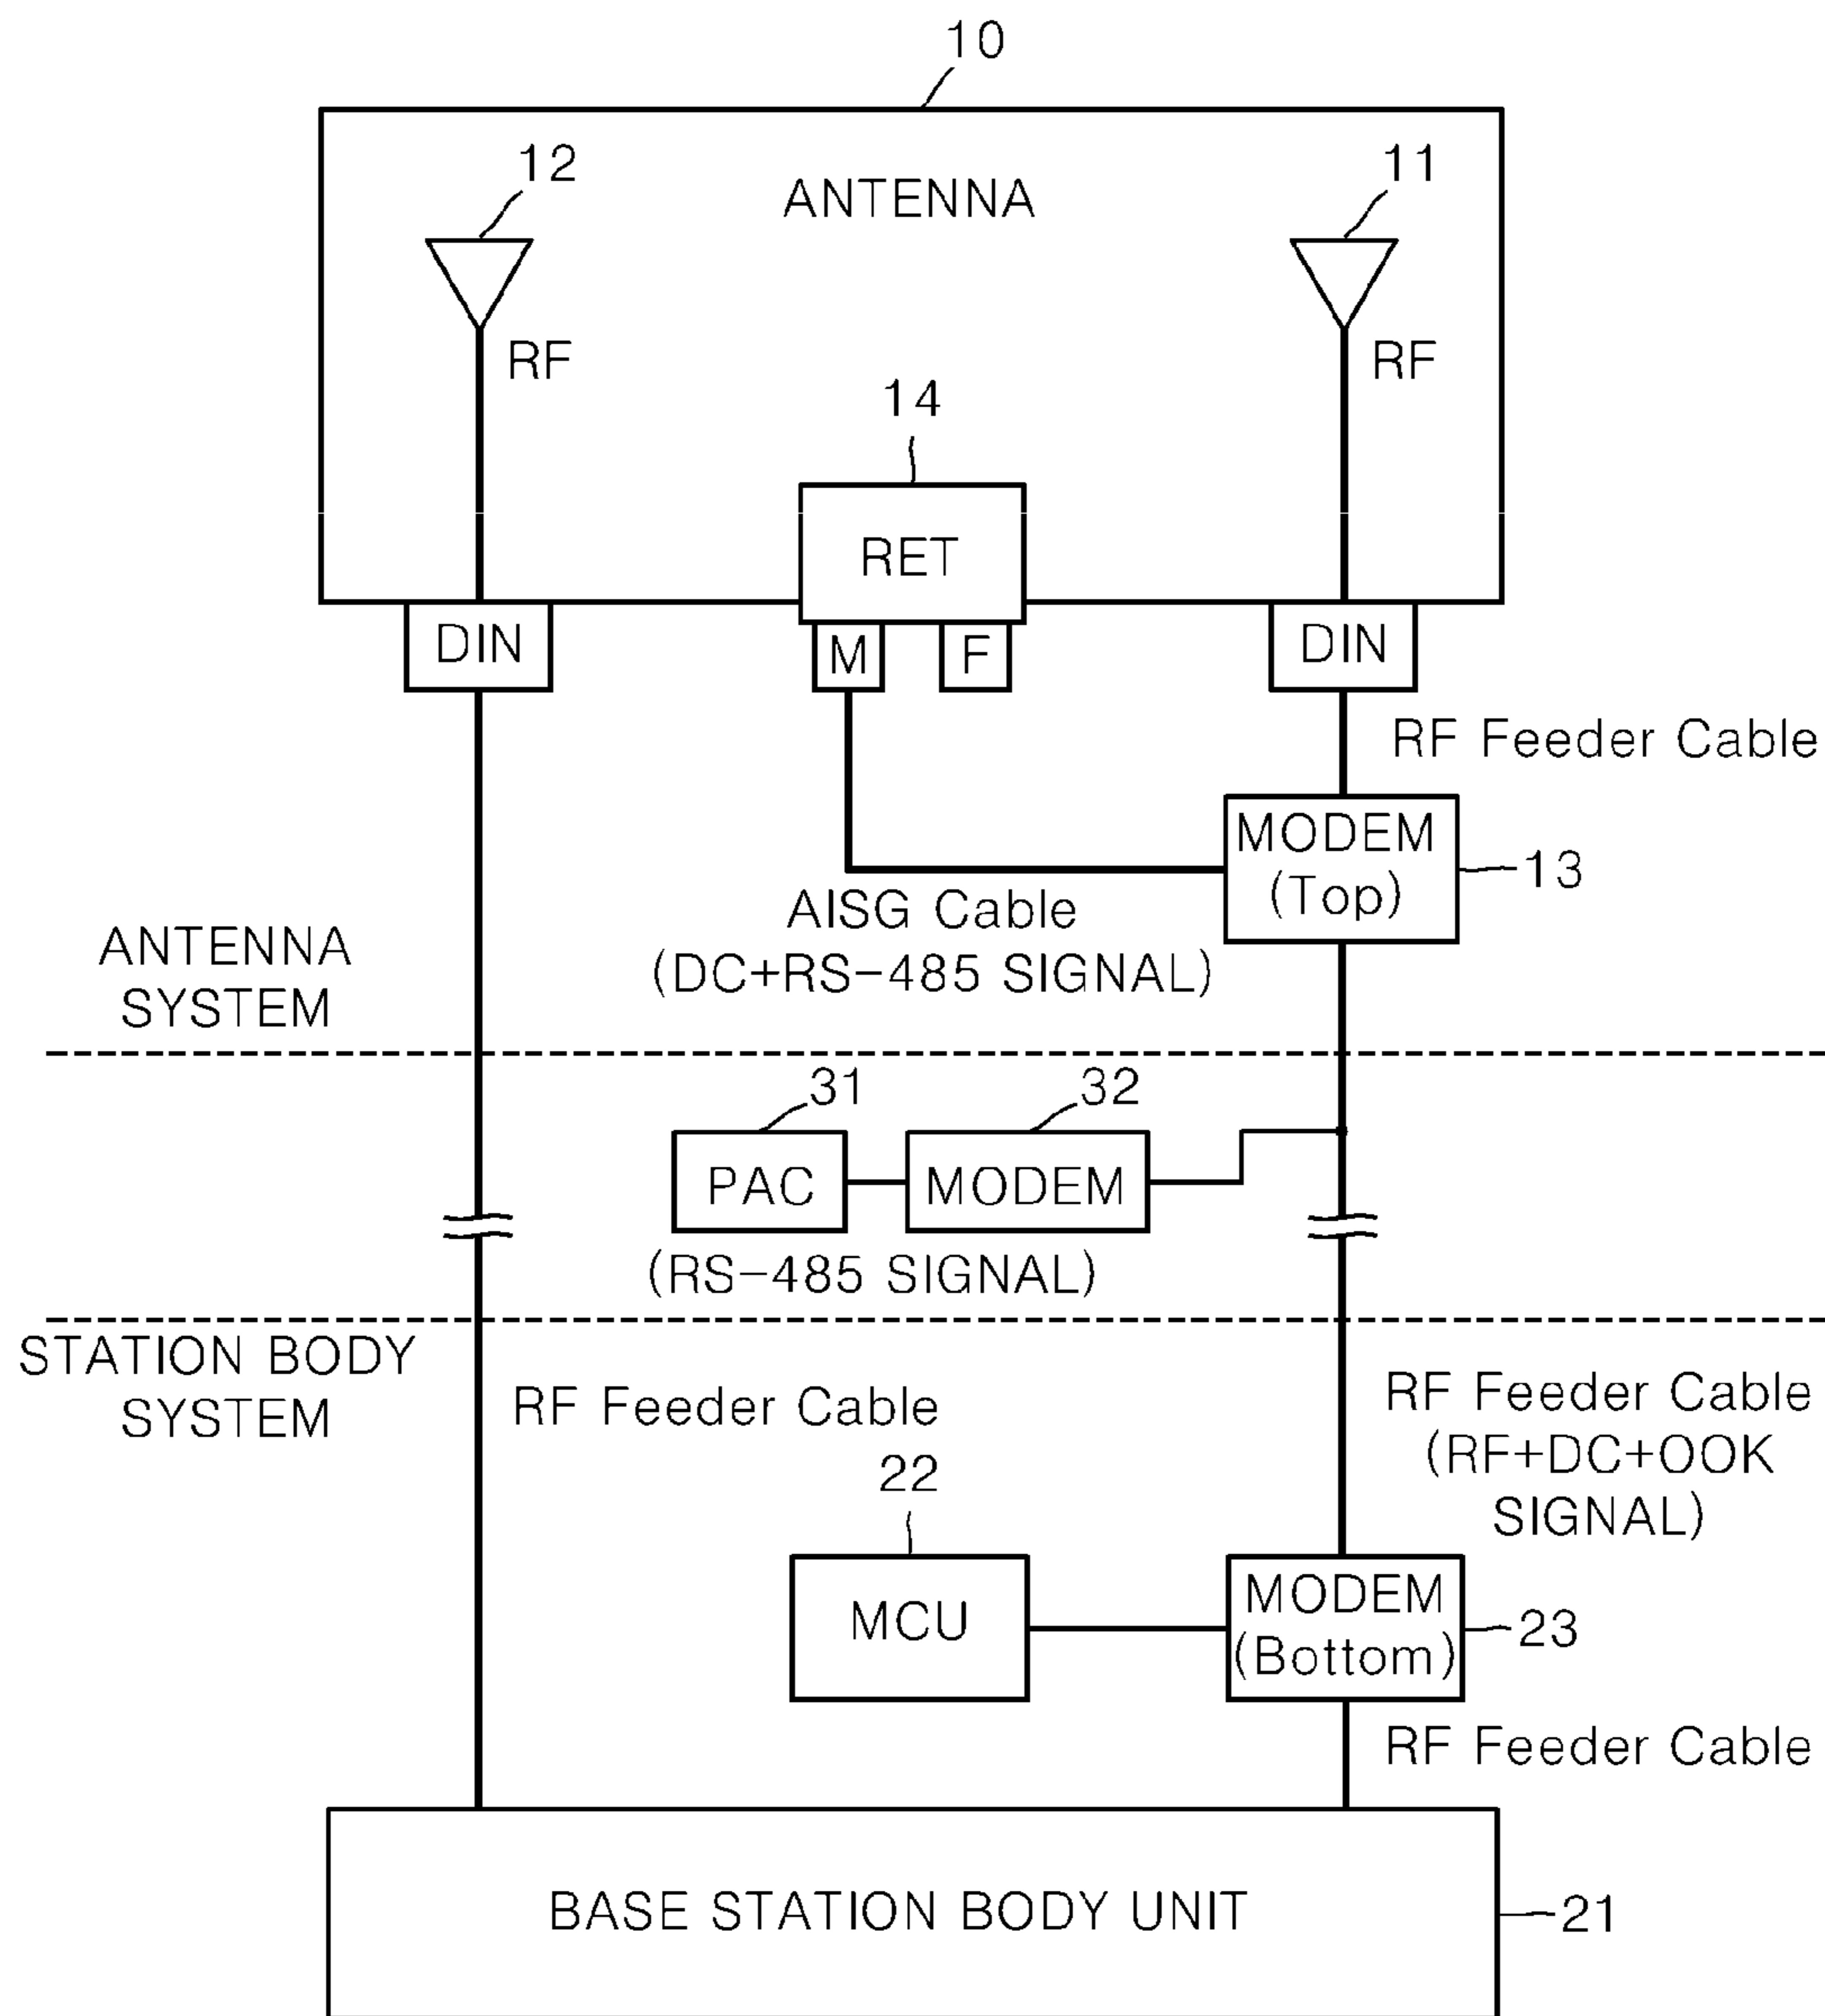 10
12
11
ANTENNA
RF
RF
14
RET
DIN
M
F
DIN
RF Feeder Cable
MODEM
(Top)
13
AISG Cable
(DC+RS-485 SIGNAL)
ANTENNA
SYSTEM
31
32
PAC
MODEM
(RS-485 SIGNAL)
STATION BODY
SYSTEM
RF Feeder Cable
RF Feeder Cable
(RF+DC+OOK
SIGNAL)
22
MCU
MODEM
(Bottom)
23
RF Feeder Cable
BASE STATION BODY UNIT
21